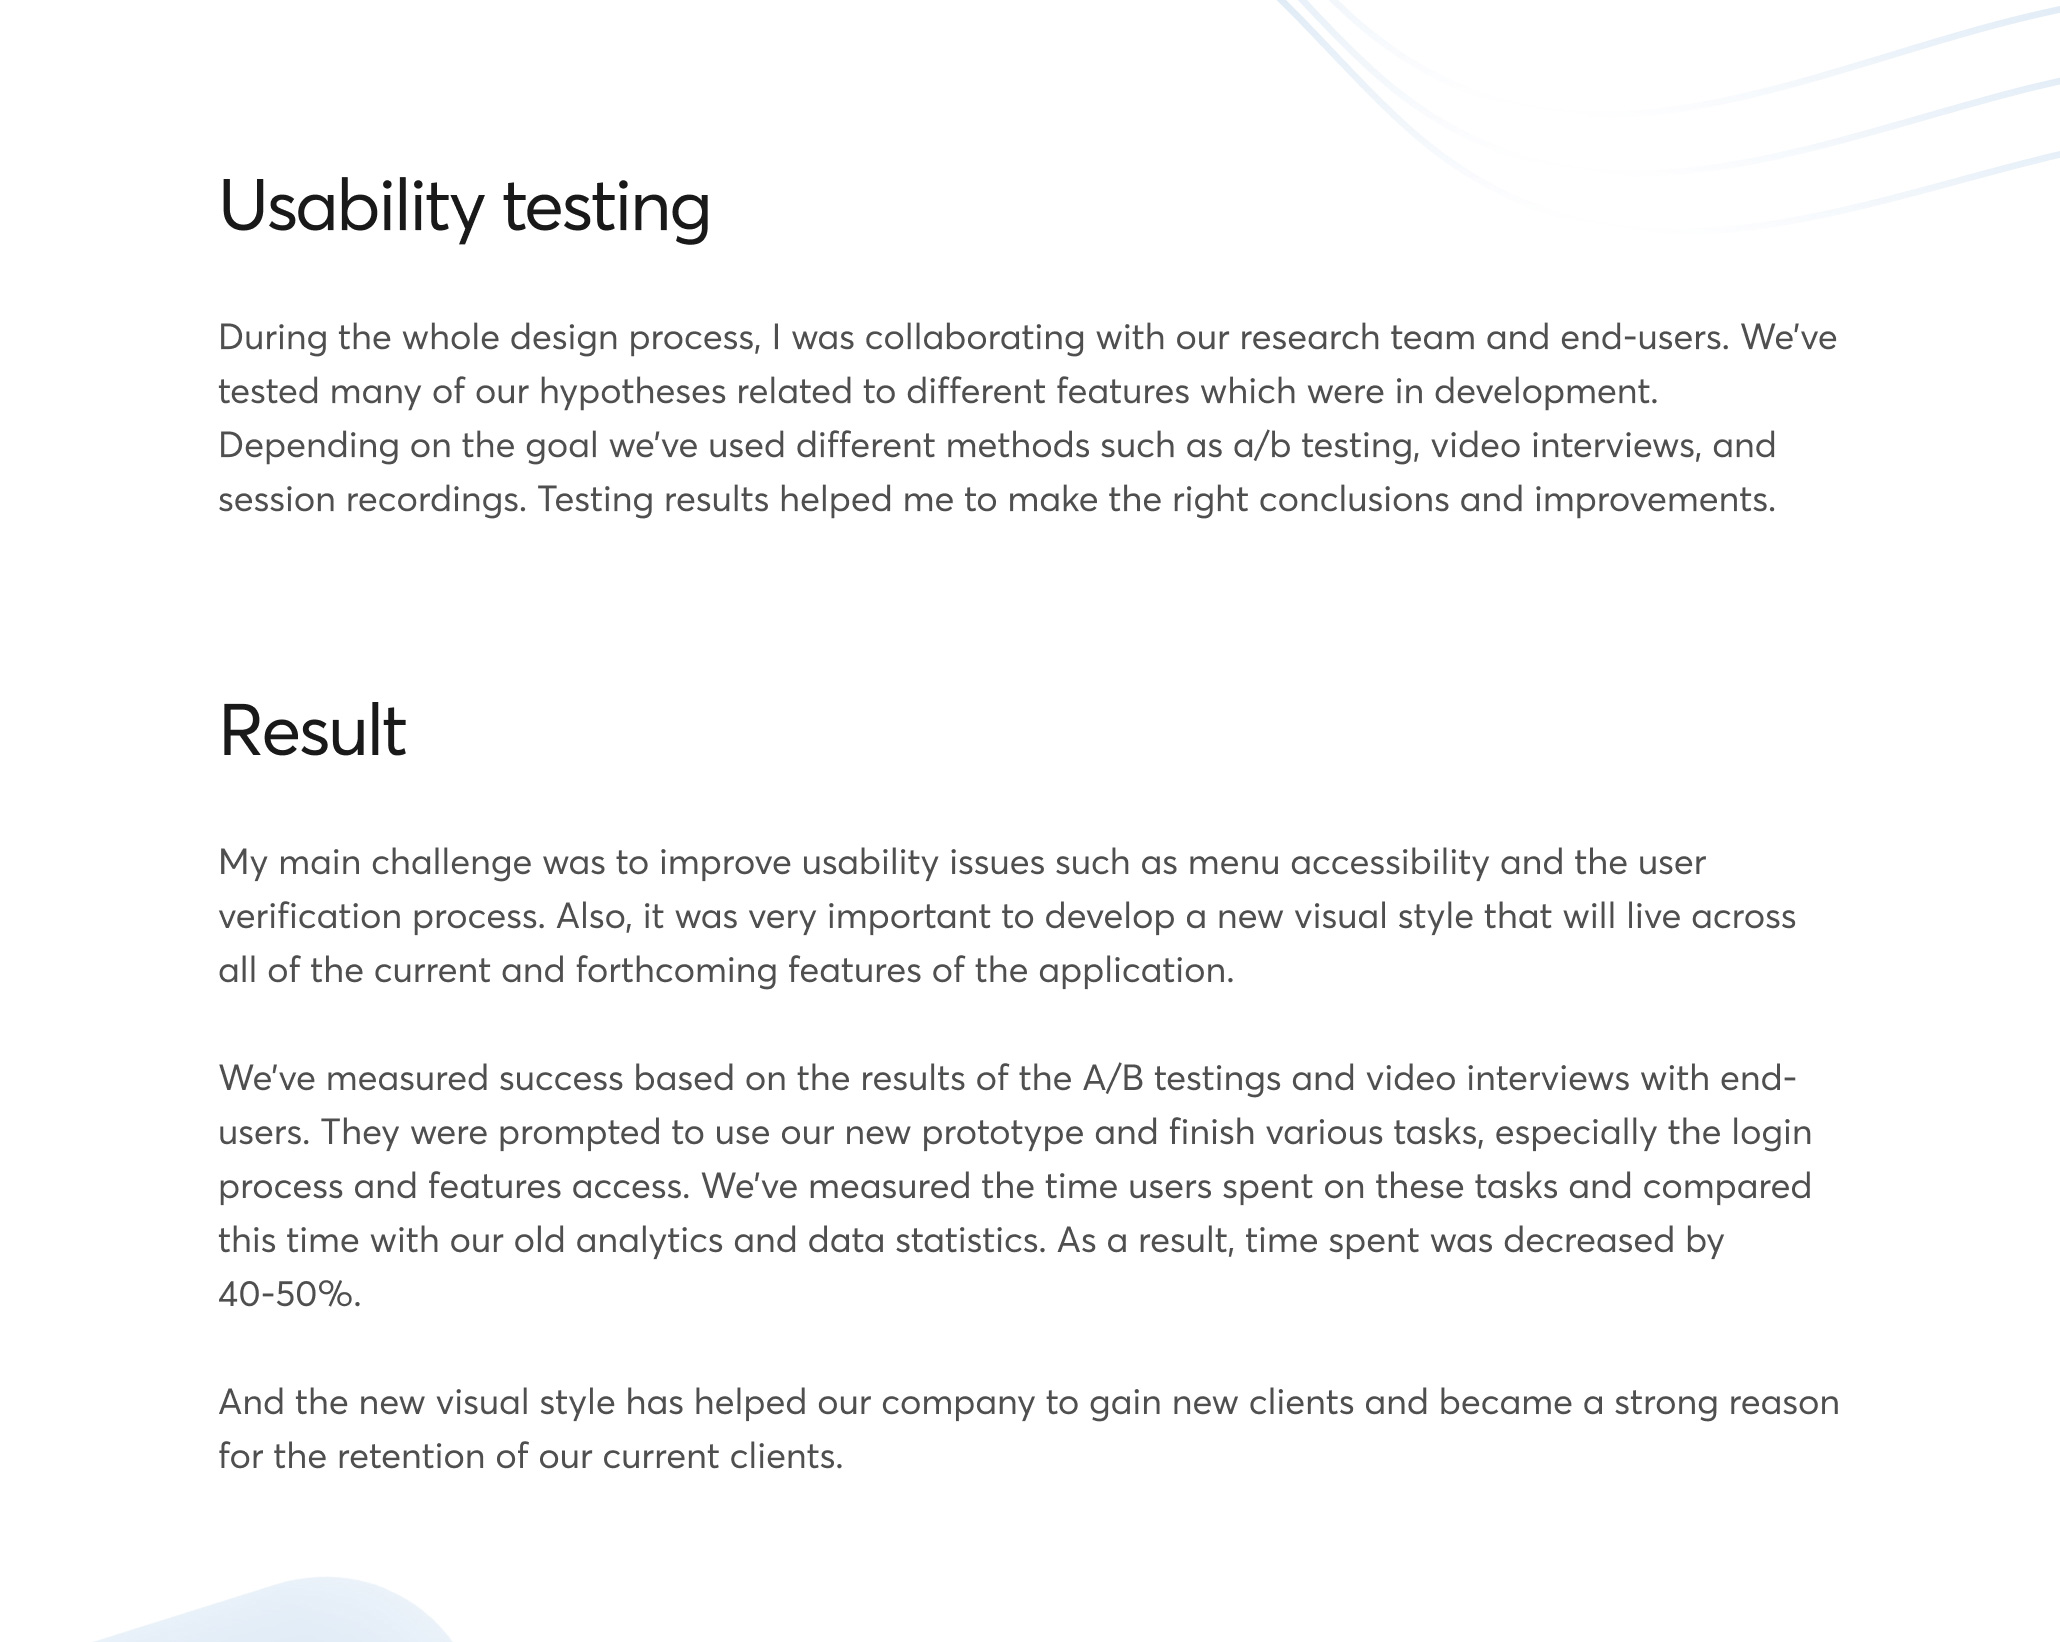 Usability testing
During the whole design process, I was collaborating with our research team and end-users. We've
tested many of our hypotheses related to different features which were in development.
Depending on the goal we've used different methods such as a/b testing, video interviews, and
session recordings. Testing results helped me to make the right conclusions and improvements.
Result
My main challenge was to improve usability issues such as menu accessibility and the user
verification process. Also, it was very important to develop a new visual style that will live across
all of the current and forthcoming features of the application.
We've measured success based on the results of the A/B testings and video interviews with end-
users. They were prompted to use our new prototype and finish various tasks, especially the login
process and features access. We've measured the time users spent on these tasks and compared
this time with our old analytics and data statistics. As a result, time spent was decreased by
40-50%.
And the new visual style has helped our company to gain new clients and became a strong reason
for the retention of our current clients.